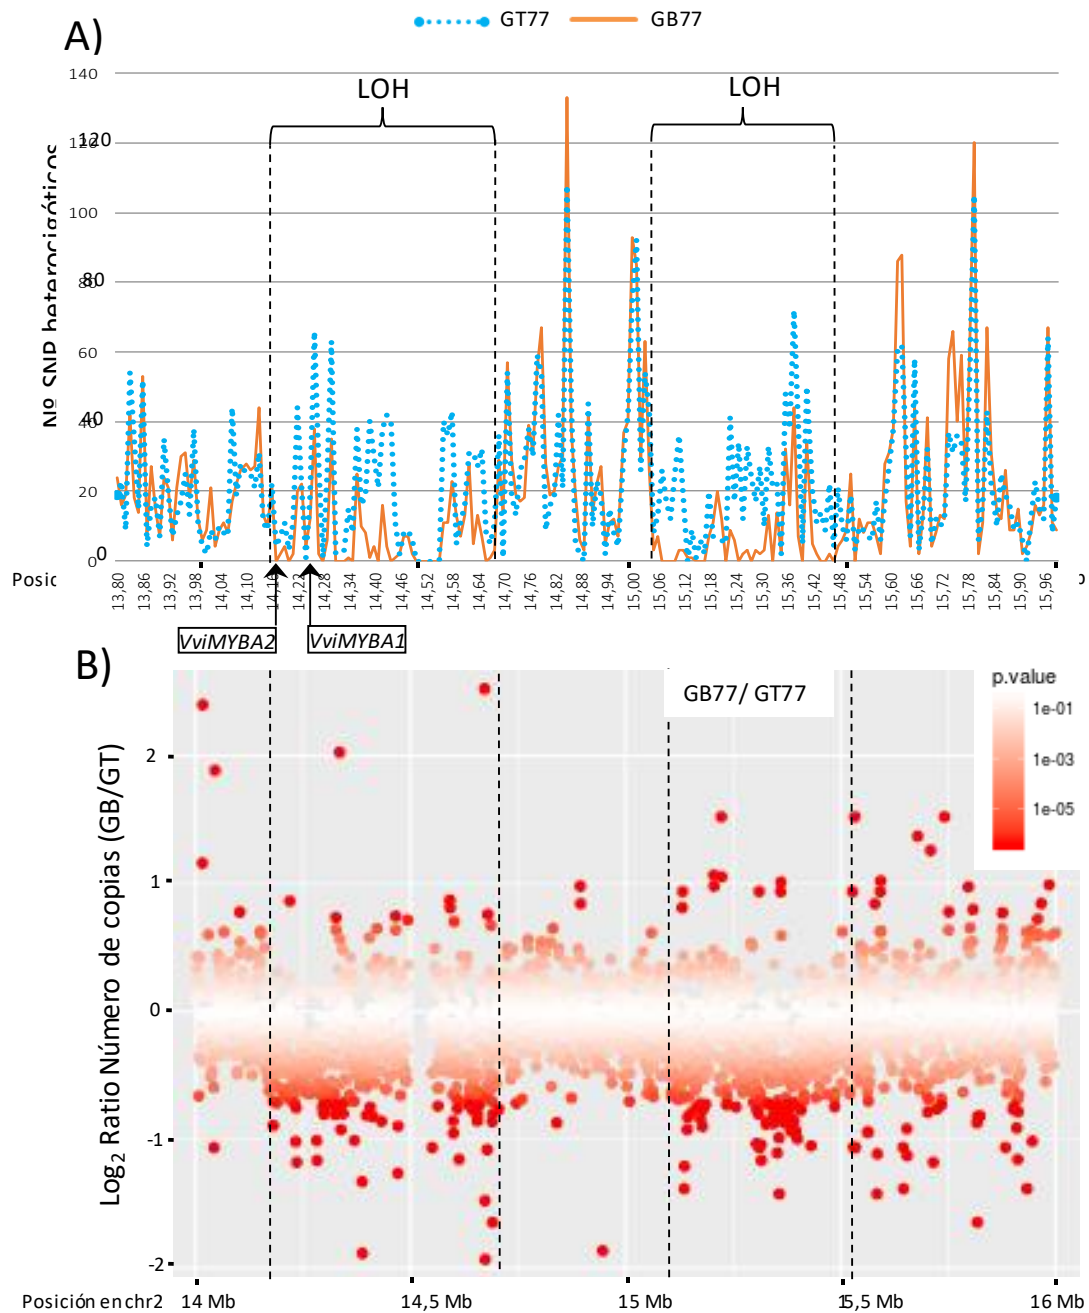 GT77 GB77
A)
LOH LOH
140
120
100
80
60
40
20
0
Nº SNP heterocigóticos
Posic
13,80 13,86 13,92 13,98 14,04 14,10 14,16 14,22 14,28 14,34 14,40 14,46 14,52 14,58 14,64 14,70 14,76 14,82 14,88 14,94 15,00 15,06 15,12 15,18 15,24 15,30 15,36 15,42 15,48 15,54 15,60 15,66 15,72 15,78 15,84 15,90 15,96
VviMYBA2 VviMYBA1
B)
GB77/ GT77
p.value
1e-01
1e-03
1e-05
Log2 Ratio Número de copias (GB/GT)
2
1
0
-1
-2
Posición en chr2 14 Mb 14,5 Mb 15 Mb 15,5 Mb 16 Mb